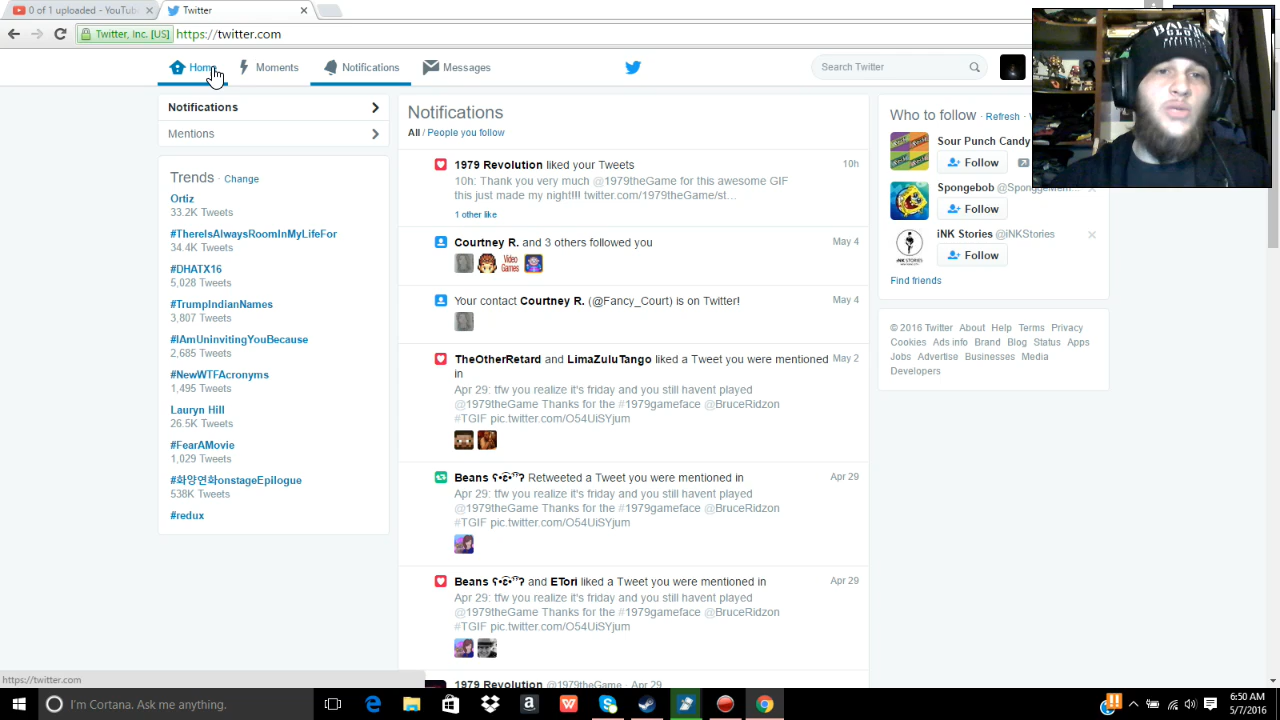 0 of 1 uploaded - YouTube
Twitter
Twitter, Inc. [US]
https://twitter.com
Home
Moments
Notifications
Messages
Search Twitter
Notifications
Mentions
Trends · Change
Ortiz
33.2K Tweets
#ThereIsAlwaysRoomInMyLifeFor
34.4K Tweets
#DHATX16
5,028 Tweets
#TrumpIndianNames
3,807 Tweets
#IAmUninvitingYouBecause
2,685 Tweets
#NewWTFAcronyms
1,495 Tweets
Lauryn Hill
26.5K Tweets
#FearAMovie
1,029 Tweets
#화양연화onstageEpilogue
538K Tweets
#redux
Notifications
All / People you follow
1979 Revolution liked your Tweets
10h
10h: Thank you very much @1979theGame for this awesome GIF
this just made my night!!! twitter.com/1979theGame/st…
1 other like
Courtney R. and 3 others followed you
May 4
Video
Games
Your contact Courtney R. (@Fancy_Court) is on Twitter!
May 4
TheOtherRetard and LimaZuluTango liked a Tweet you were mentioned
in
May 2
Apr 29: tfw you realize it's friday and you still havent played
@1979theGame Thanks for the #1979gameface @BruceRidzon
#TGIF pic.twitter.com/O54UiSYjum
Beans Retweeted a Tweet you were mentioned in
Apr 29
Apr 29: tfw you realize it's friday and you still havent played
@1979theGame Thanks for the #1979gameface @BruceRidzon
#TGIF pic.twitter.com/O54UiSYjum
Beans and ETori liked a Tweet you were mentioned in
Apr 29
Apr 29: tfw you realize it's friday and you still havent played
@1979theGame Thanks for the #1979gameface @BruceRidzon
#TGIF pic.twitter.com/O54UiSYjum
1979 Revolution @1979theGame · Apr 29
Who to follow · Refresh ·
Sour Punch Candy
Follow
Spongebob
Follow
iNK Stories @iNKStories
Follow
Find friends
© 2016 Twitter About Help Terms Privacy
Cookies Ads info Brand Blog Status Apps
Jobs Advertise Businesses Media
Developers
https://twitter.com
I'm Cortana. Ask me anything.
6:50 AM
5/7/2016